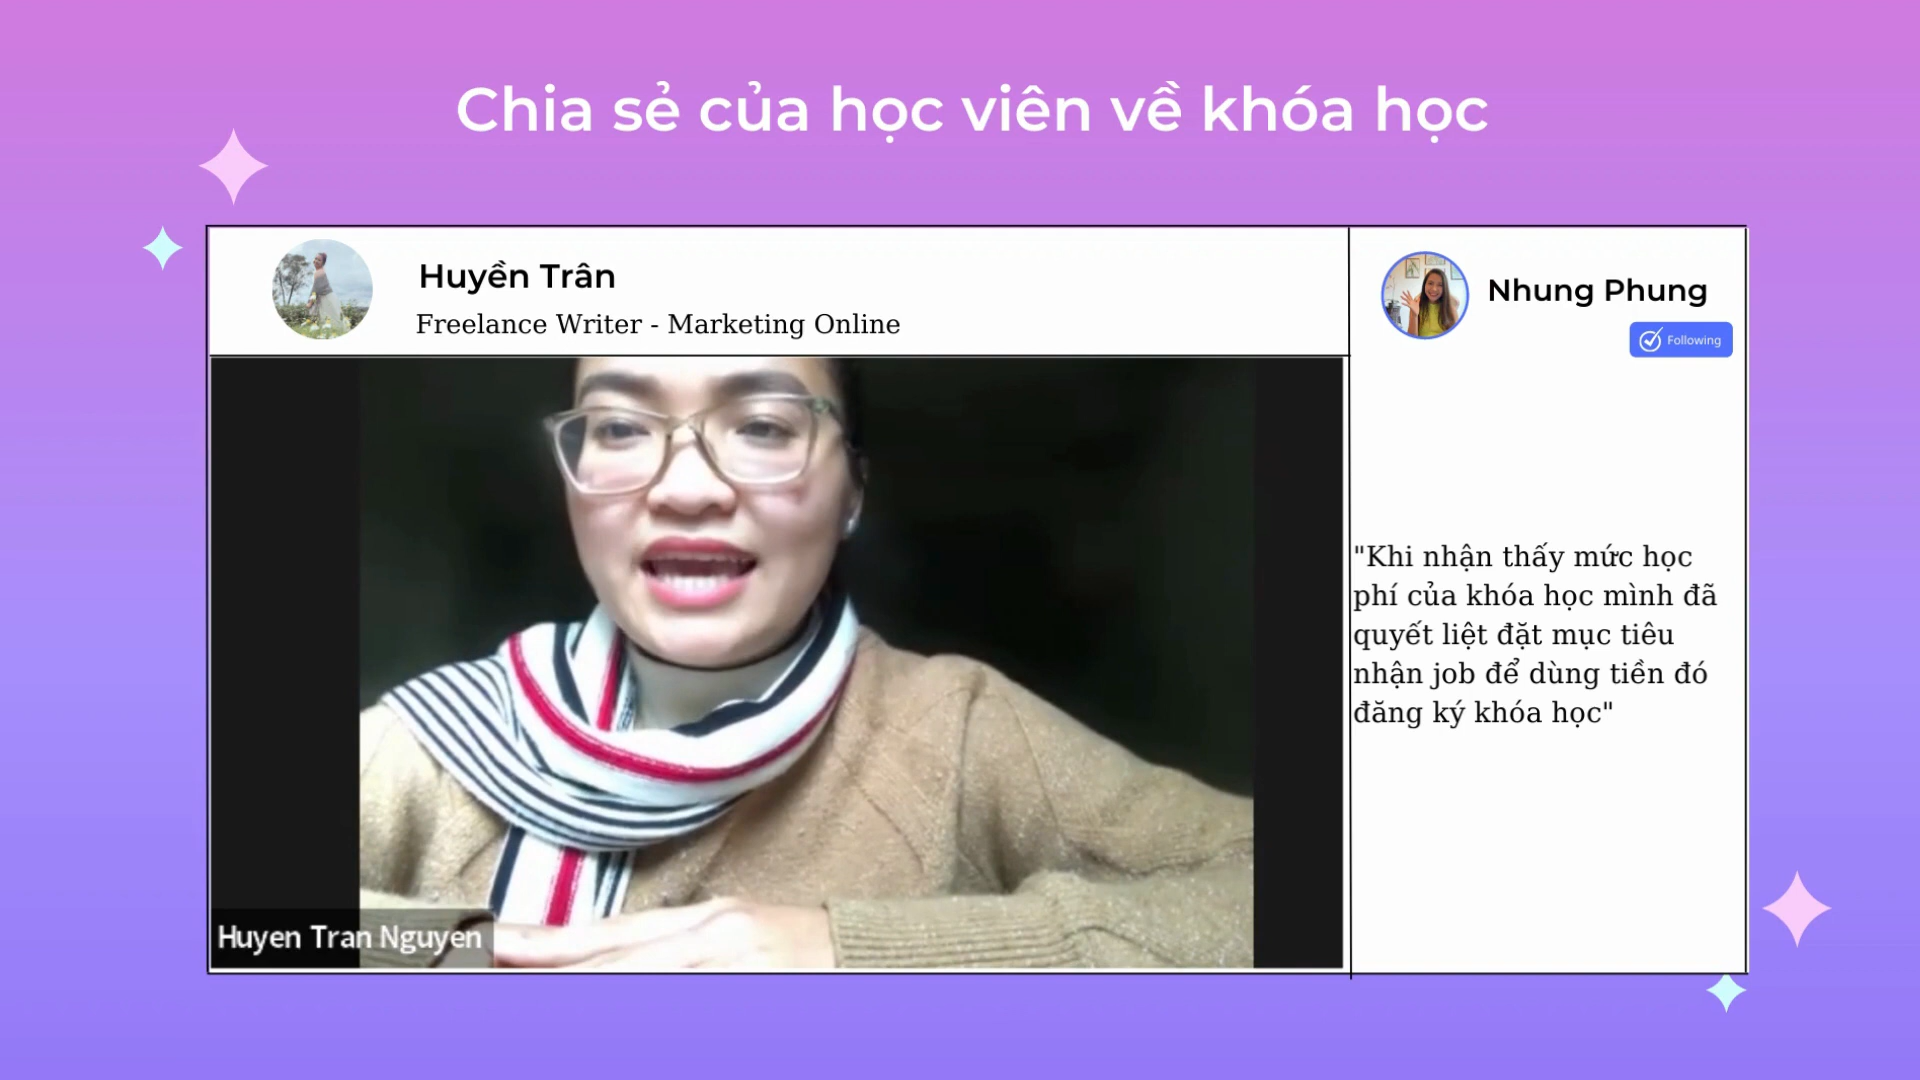 Chia sẻ của học viên về khóa học
Huyền Trân
Freelance Writer - Marketing Online
Huyen Tran Nguyen
Nhung Phung
Following
"Khi nhận thấy mức học
phí của khóa học mình đã
quyết liệt đặt mục tiêu
nhận job để dùng tiền đó
đăng ký khóa học"